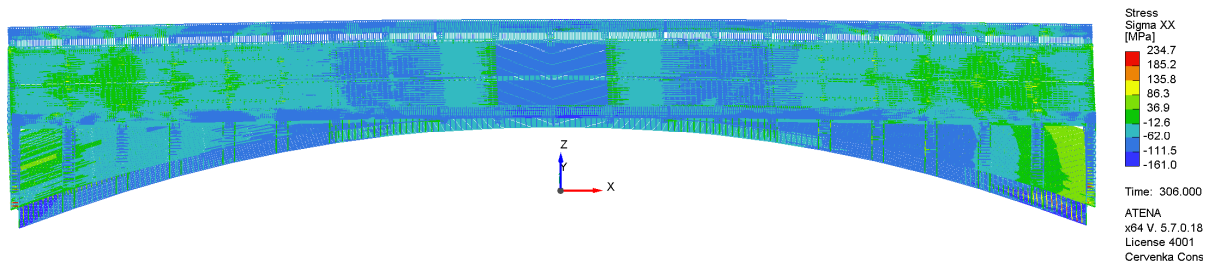 Stress
Sigma XX
[MPa]
234.7
185.2
135.8
86.3
36.9
-12.6
-62.0
-111.5
-161.0
Z
Y
X
Time: 306.000
ATENA
x64 V. 5.7.0.18
License 4001
Cervenka Cons